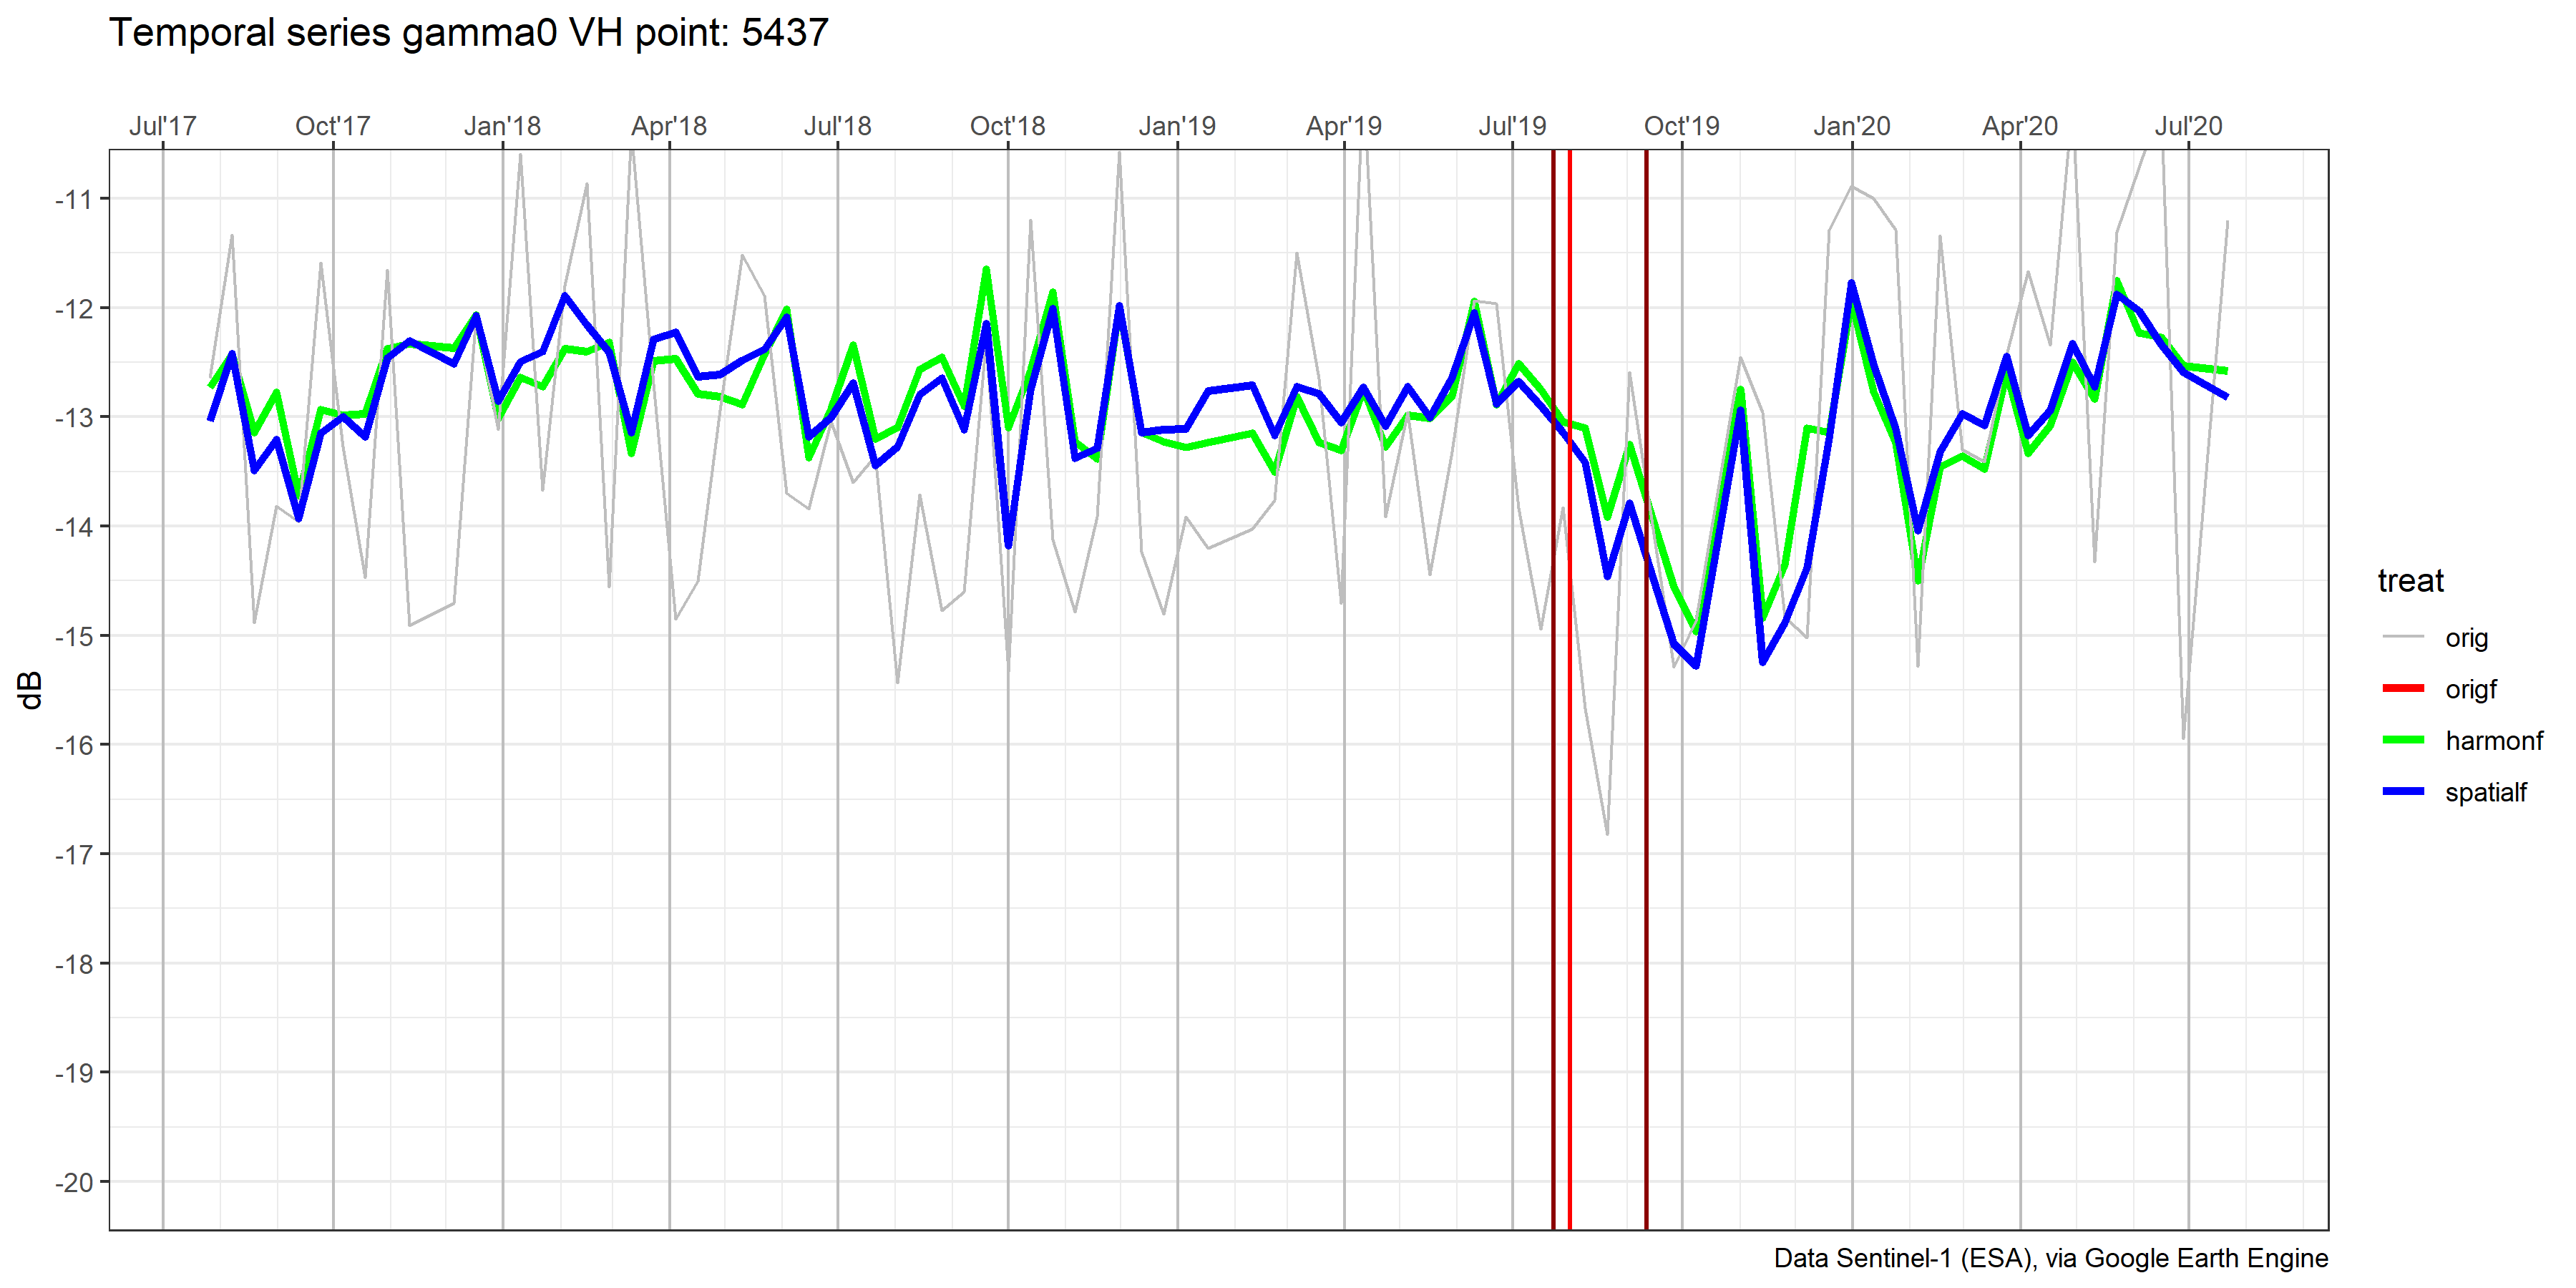 Temporal series gamma0 VH point: 5437
Jul'17 Oct'17 Jan'18 Apr'18 Jul'18 Oct'18 Jan'19 Apr'19 Jul'19 Oct'19 Jan'20 Apr'20 Jul'20
-11
-12
-13
-14
-15
-16
-17
-18
-19
-20
dB
treat
orig
origf
harmonf
spatialf
Data Sentinel-1 (ESA), via Google Earth Engine